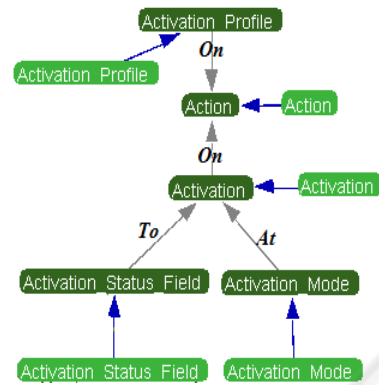 Activation Profile
On
Activation Profile
Action
Action
On
Activation
Activation
To
At
Activation Status Field
Activation Mode
Activation Status Field
Activation Mode